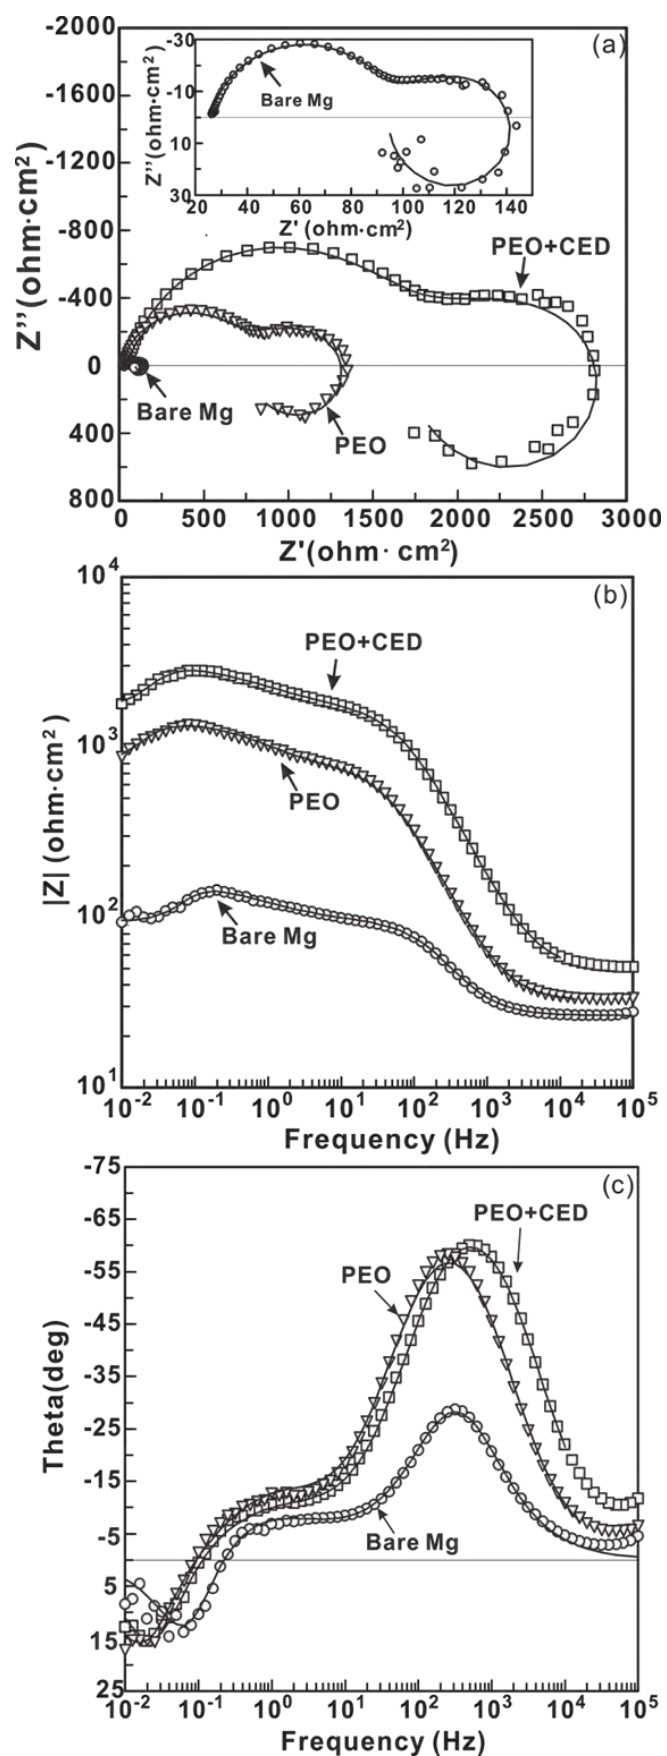 -2000
(a)
-30
-1600
Bare Mg
-10
Z'' (ohm·cm²)
-1200
10
30
20 40 60 80 100 120 140
Z' (ohm·cm²)
-700
PEO+CED
Z''(ohm·cm²)
-400
0
Bare Mg
PEO
400
800
0 500 1000 1500 2000 2500 3000
Z'(ohm· cm²)
10⁴
(b)
PEO+CED
10³
PEO
|Z| (ohm·cm²)
10²
Bare Mg
10¹
10⁻² 10⁻¹ 10⁰ 10¹ 10² 10³ 10⁴ 10⁵
Frequency (Hz)
-75
(c)
-65
PEO+CED
-55
PEO
-45
-35
Theta(deg)
-25
-15
Bare Mg
-5
5
15
25
10⁻² 10⁻¹ 10⁰ 10¹ 10² 10³ 10⁴ 10⁵
Frequency (Hz)